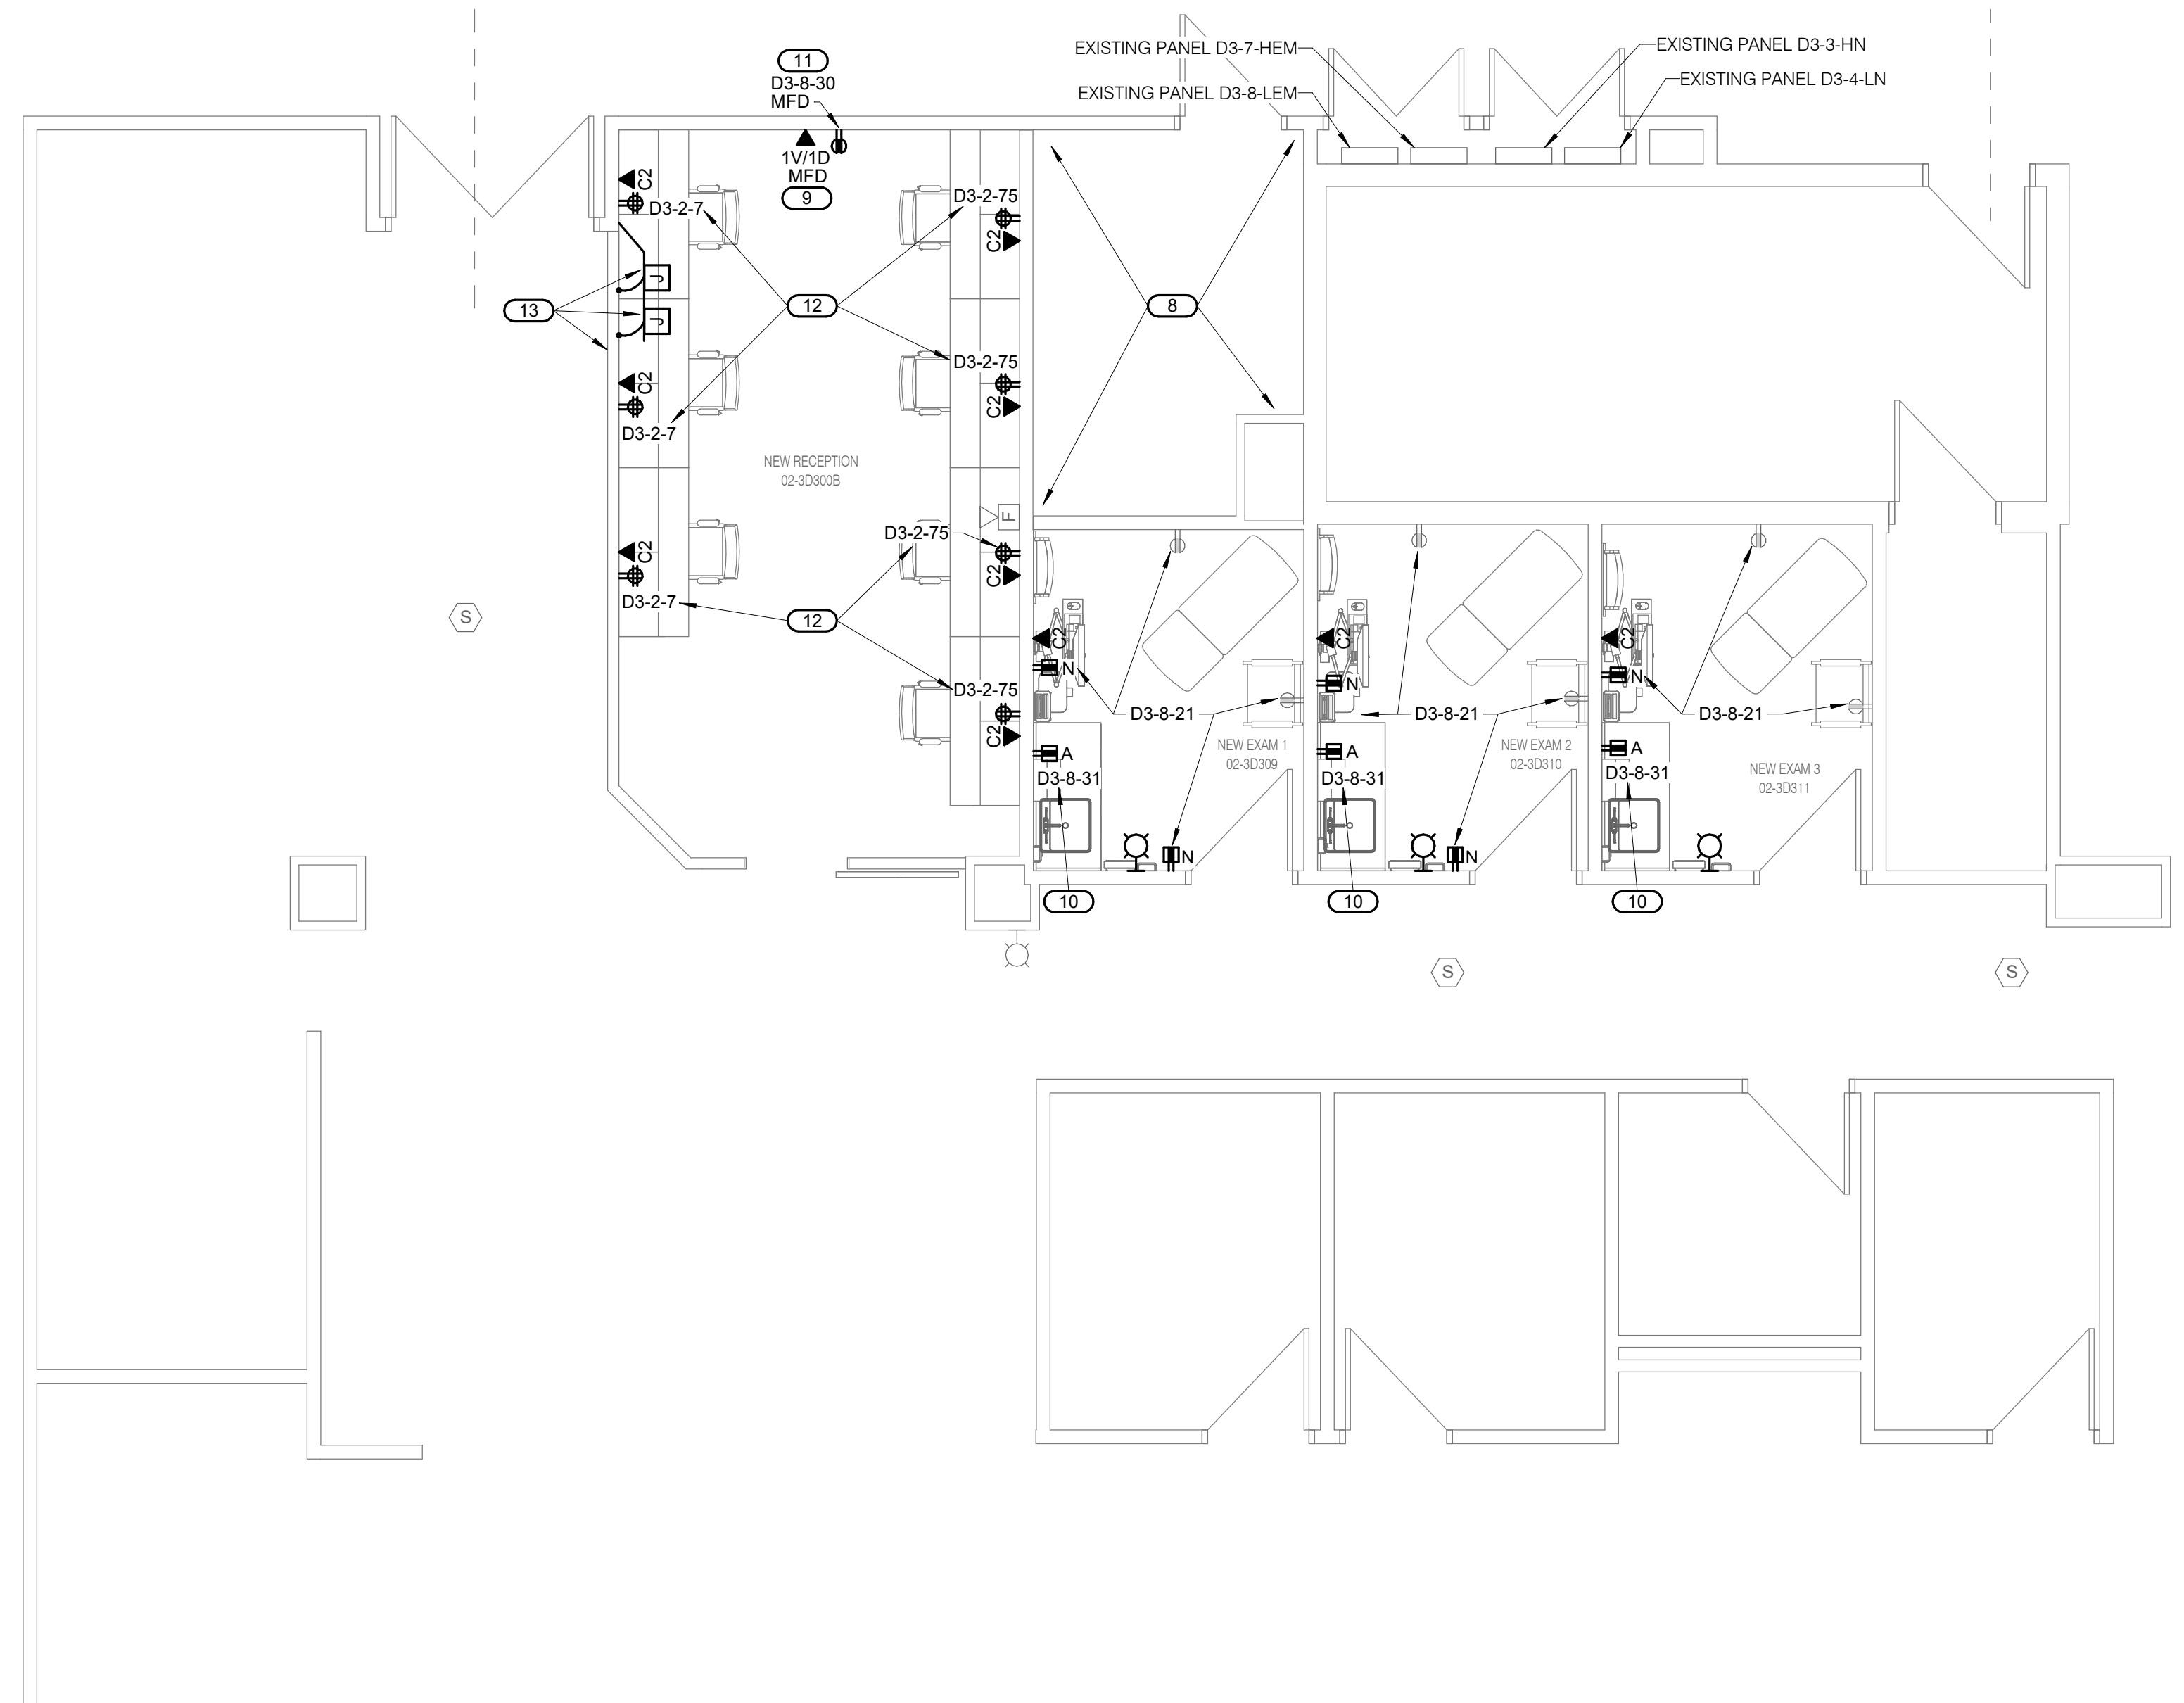 EXISTING PANEL D3-7-HEM
EXISTING PANEL D3-3-HN
EXISTING PANEL D3-8-LEM
EXISTING PANEL D3-4-LN
11
D3-8-30
MFD
1V/1D
MFD
9
C2
D3-2-7
D3-2-75
C2
J
J
13
12
8
C2
D3-2-7
D3-2-75
C2
NEW RECEPTION
02-3D300B
F
D3-2-75
C2
C2
D3-2-7
12
D3-2-75
C2
S
C2
N
D3-8-21
A
D3-8-31
NEW EXAM 1
02-3D309
N
10
C2
N
D3-8-21
A
D3-8-31
NEW EXAM 2
02-3D310
N
10
C2
N
D3-8-21
A
D3-8-31
NEW EXAM 3
02-3D311
10
S
S